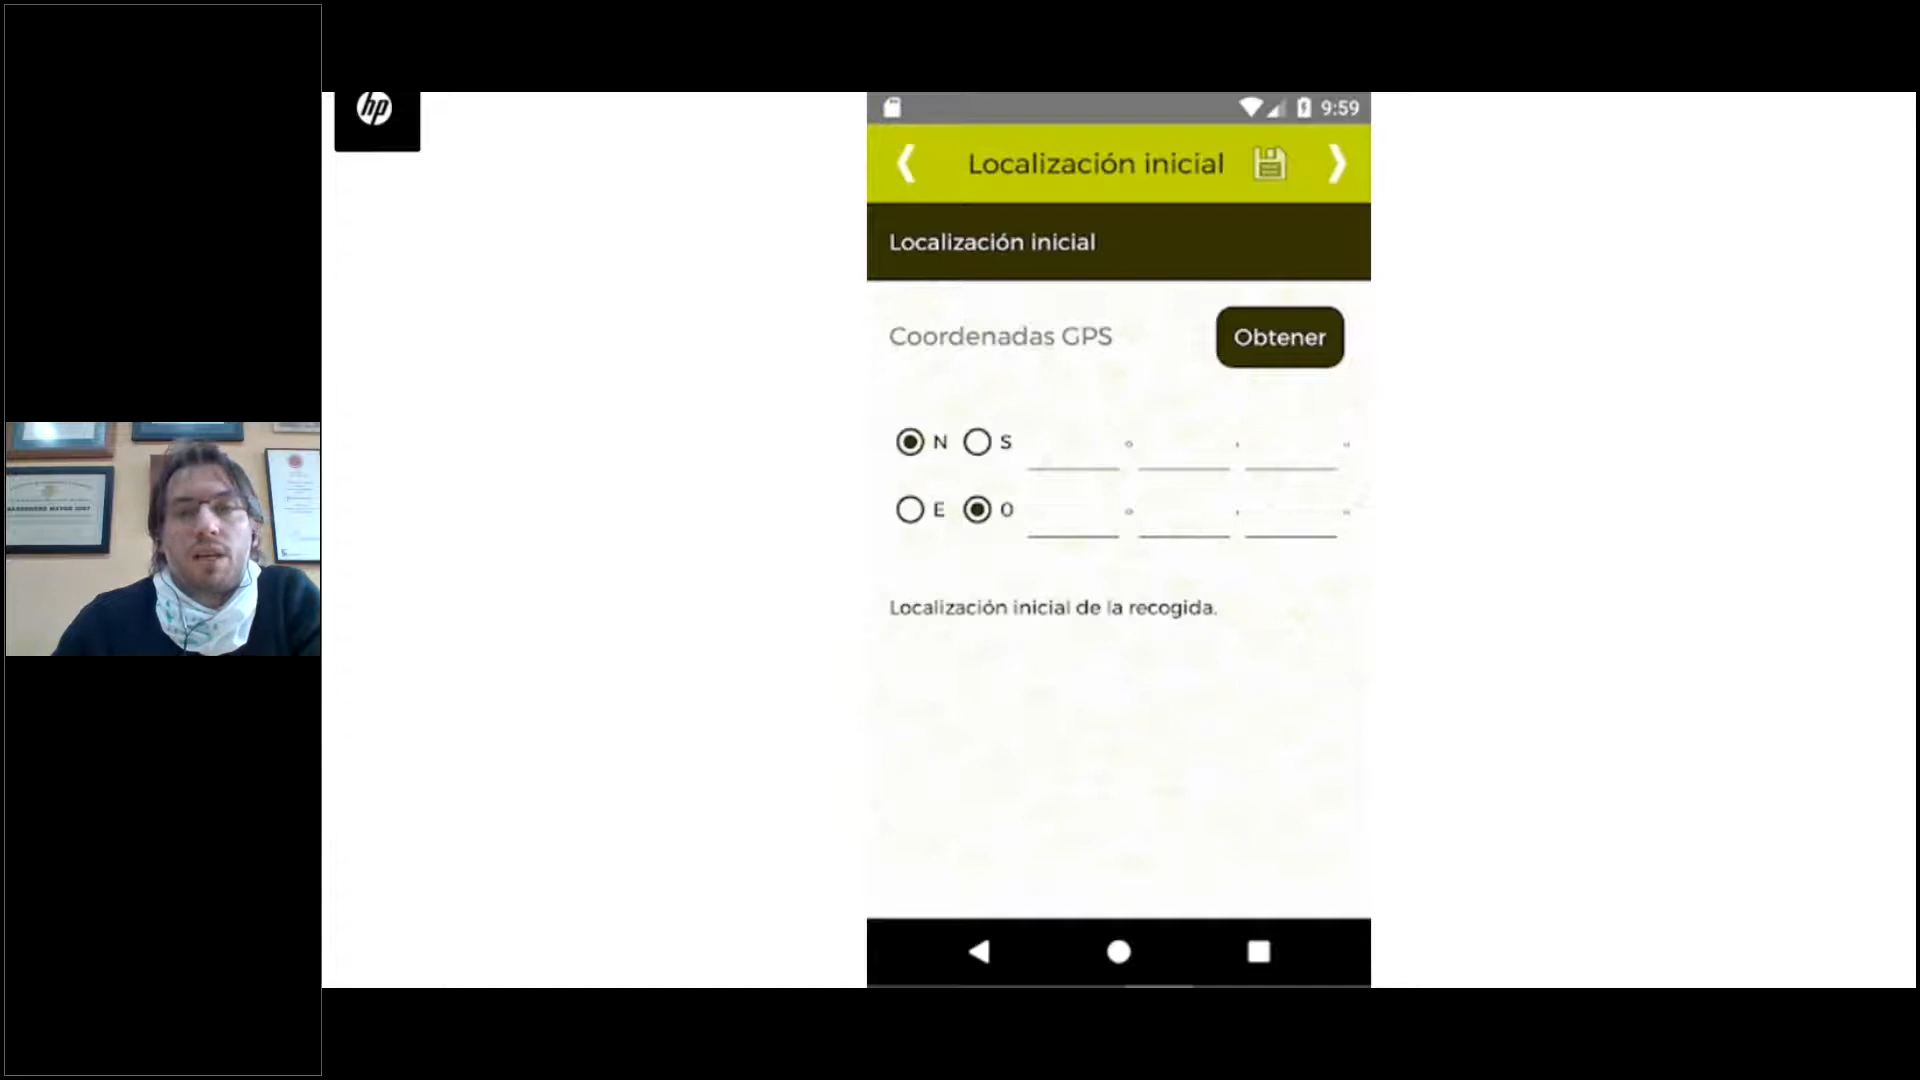 hp
9:59
Localización inicial
Localización inicial
Coordenadas GPS
Obtener
N S ° ' "
E O ° ' "
Localización inicial de la recogida.